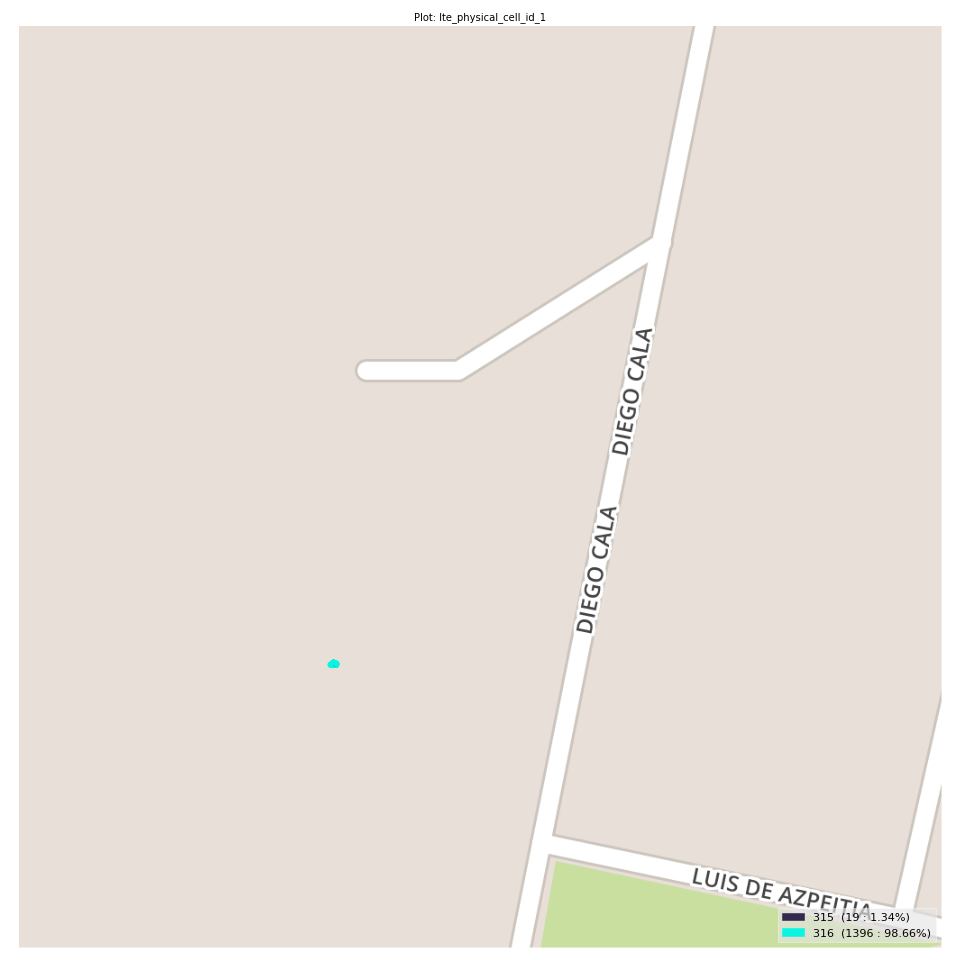 Plot: lte_physical_cell_id_1
DIEGO CALA
DIEGO CALA
LUIS DE AZPEITIA
315 (19 : 1.34%)
316 (1396 : 98.66%)